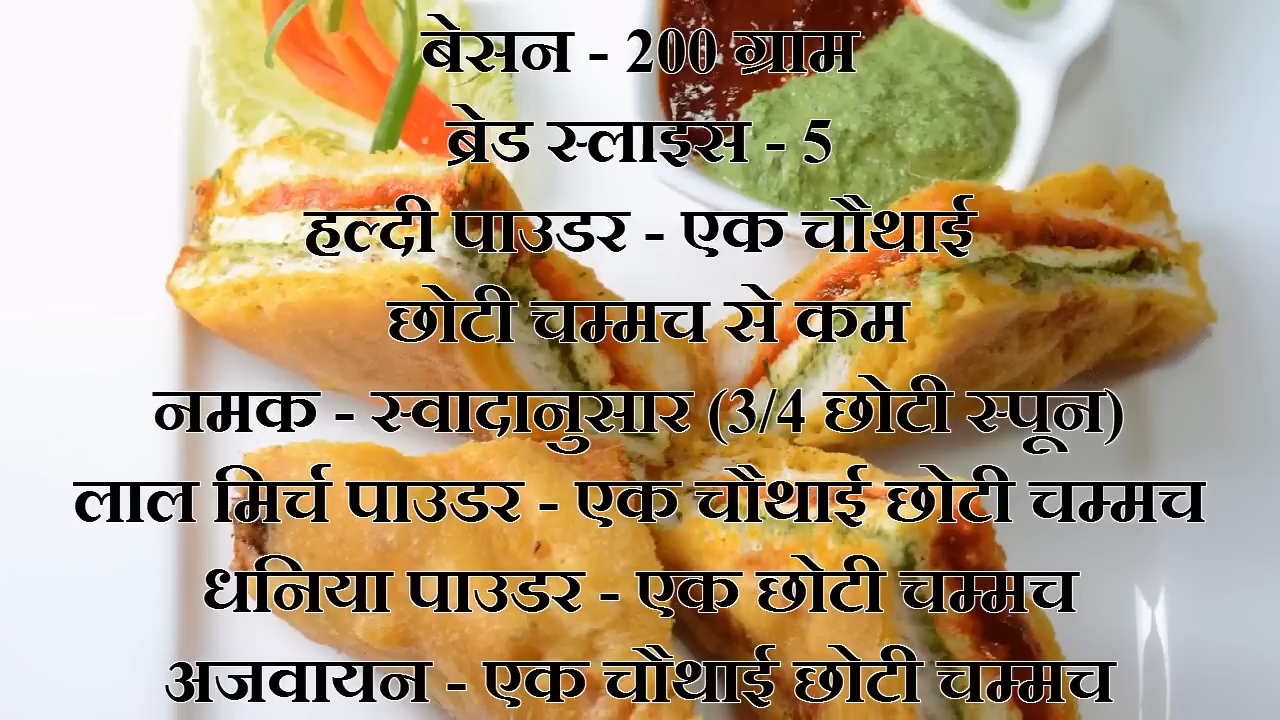 बेसन - 200 ग्राम
ब्रेड स्लाइस - 5
हल्दी पाउडर - एक चौथाई
छोटी चम्मच से कम
नमक - स्वादानुसार (3/4 छोटी स्पून)
लाल मिर्च पाउडर - एक चौथाई छोटी चम्मच
धनिया पाउडर - एक छोटी चम्मच
अजवायन - एक चौथाई छोटी चम्मच